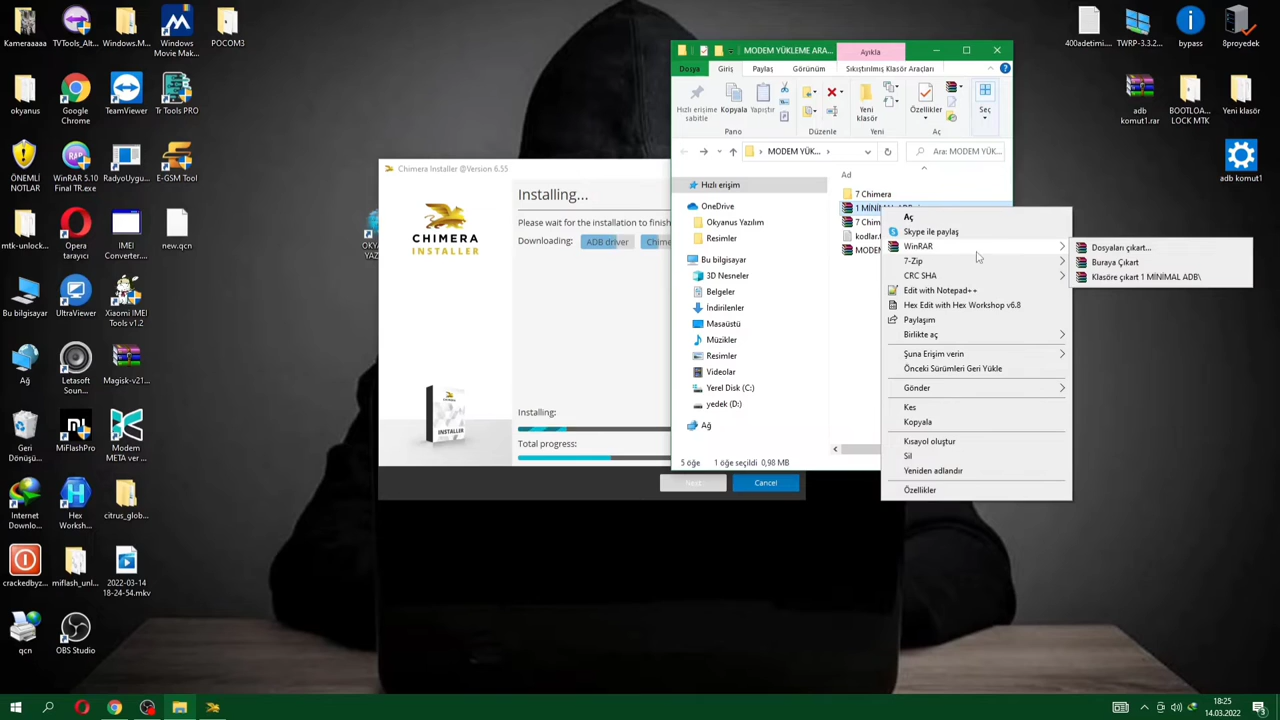 Kameraaaa
TVTools_Alt...
Windows.M...
Windows
Movie Mak...
POCOM3
okyanus
Google
Chrome
TeamViewer
Tr Tools PRO
ÖNEMLİ
NOTLAR
WinRAR 5.10
Final TR.exe
RadyoUygu...
E-GSM Tool
mtk-unlock...
Opera
tarayıcı
IMEI
Converter...
new.qcn
Bu bilgisayar
UltraViewer
Xiaomi IMEI
Tools v1.2
Ağ
Letasoft
Soun...
Magisk-v21...
Geri
Dönüşü...
MiFlashPro
Modem
META ver ...
Internet
Downlo...
Hex
Worksho...
citrus_glob...
crackedbyz...
miflash_unl...
2022-03-14
18-24-54.mkv
qcn
OBS Studio
400adetimi...
TWRP-3.3.2...
bypass
8proyedek
adb
komut1.rar
BOOTLOA...
LOCK MTK
Yeni klasör
adb komut1
Chimera Installer @Version 6.55
CHIMERA
INSTALLER
Installing...
Please wait for the installation to finish
Downloading:
ADB driver
Chime
INSTALLER
Installing:
Total progress:
Next
Cancel
MODEM YÜKLEME ARA...
Ayıkla
Dosya
Giriş
Paylaş
Görünüm
Sıkıştırılmış Klasör Araçları
Hızlı erişime
sabitle
Kopyala
Yapıştır
Yeni
klasör
Özellikler
Seç
Pano
Düzenle
Yeni
Aç
MODEM YÜK...
Ara: MODEM YÜK...
Ad
Hızlı erişim
OneDrive
Okyanus Yazılım
Resimler
Bu bilgisayar
3D Nesneler
Belgeler
İndirilenler
Masaüstü
Müzikler
Resimler
Videolar
Yerel Disk (C:)
yedek (D:)
Ağ
7 Chimera
1 MİNİMAL ADB
7 Chim
kodlar.t
MODE
5 öğe
1 öğe seçildi 0,98 MB
Aç
Skype ile paylaş
WinRAR
7-Zip
CRC SHA
Edit with Notepad++
Hex Edit with Hex Workshop v6.8
Paylaşım
Birlikte aç
Şuna Erişim verin
Önceki Sürümleri Geri Yükle
Gönder
Kes
Kopyala
Kısayol oluştur
Sil
Yeniden adlandır
Özellikler
Dosyaları çıkart...
Buraya Çıkart
Klasöre çıkart 1 MİNİMAL ADB\
18:25
14.03.2022